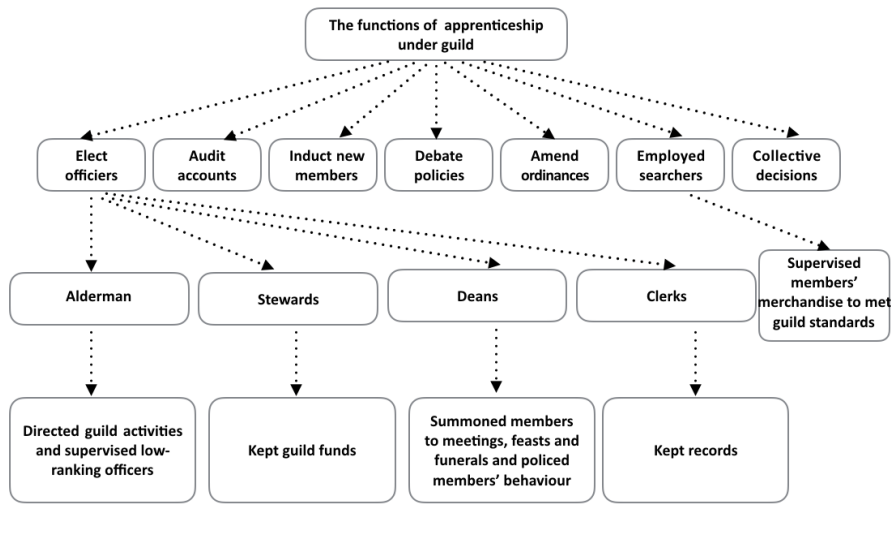 The functions of apprenticeship
under guild
Elect
officiers
Audit
accounts
Induct new
members
Debate
policies
Amend
ordinances
Employed
searchers
Collective
decisions
Alderman
Stewards
Deans
Clerks
Supervised
members’
merchandise to met
guild standards
Directed guild activities
and supervised low-
ranking officers
Kept guild funds
Summoned members
to meetings, feasts and
funerals and policed
members’ behaviour
Kept records